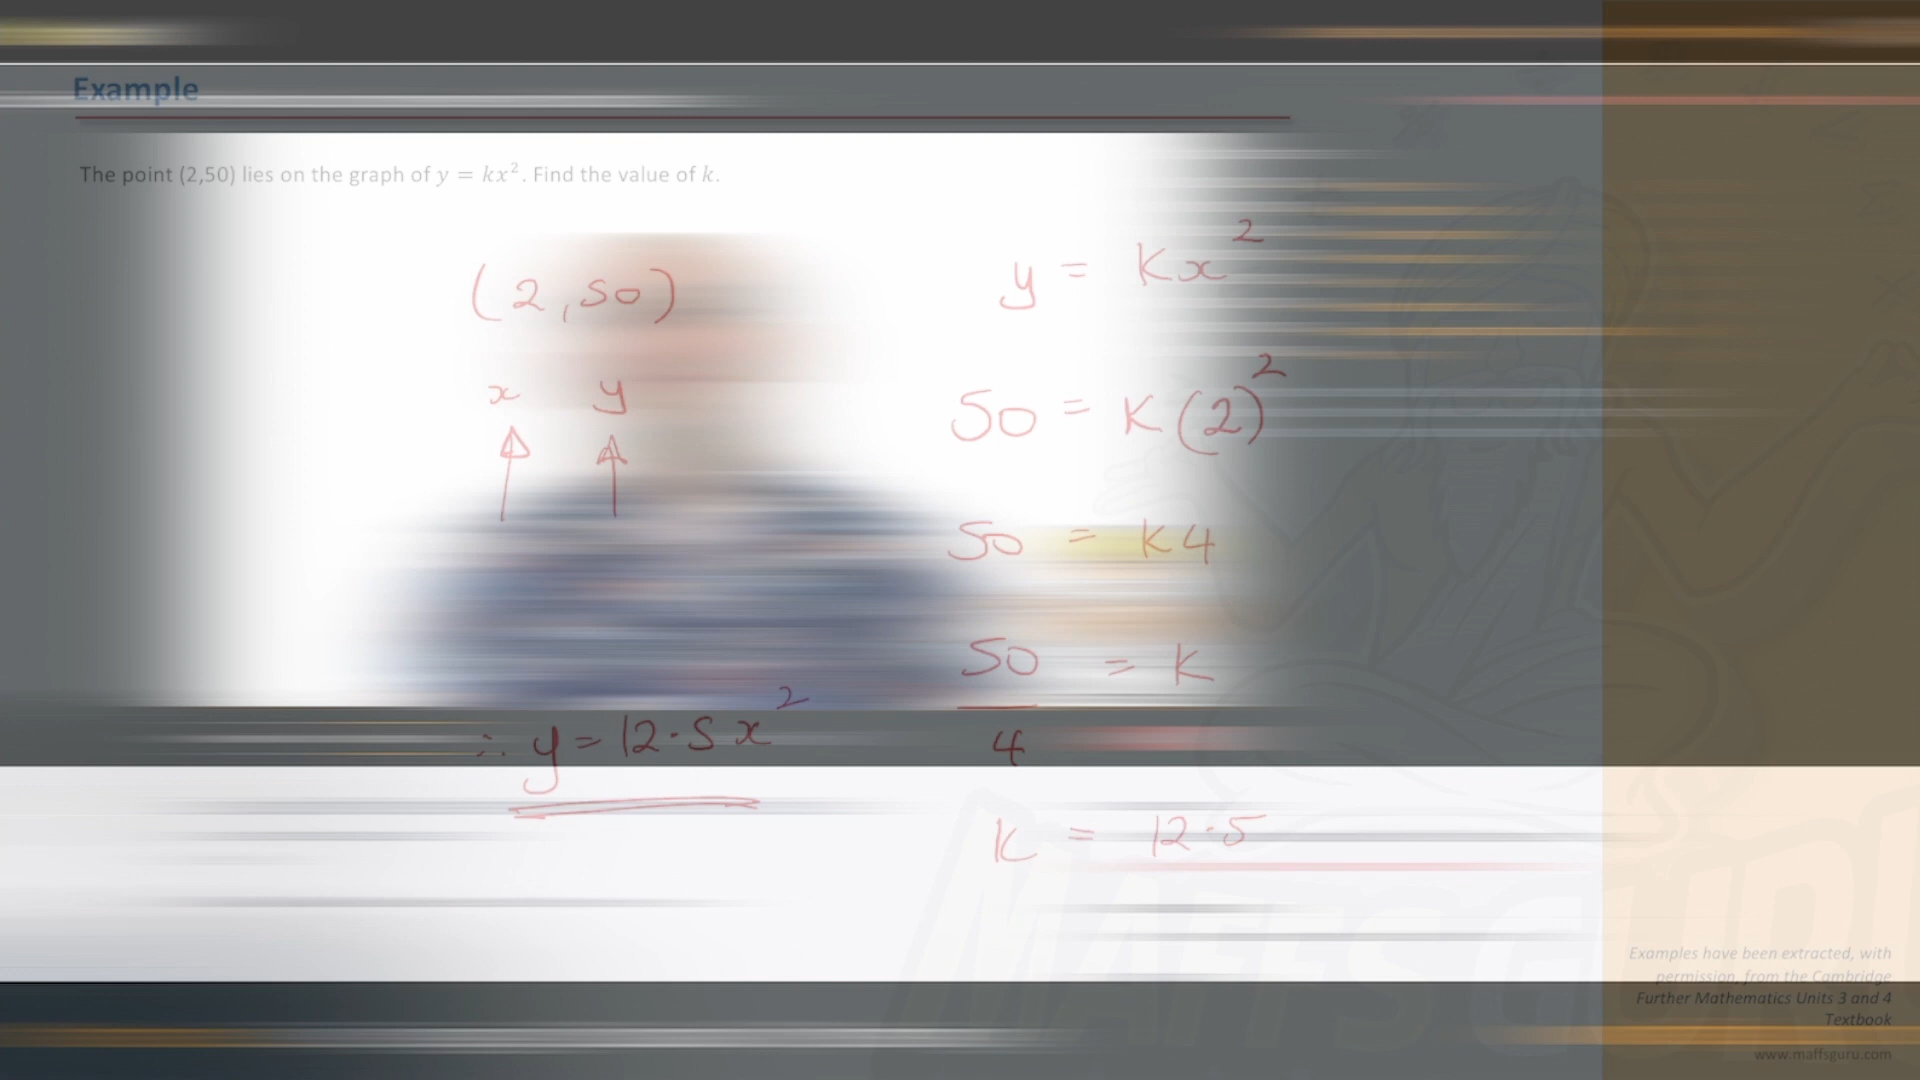 Example
The point (2,50) lies on the graph of y = kx². Find the value of k.
(2,50)
x y
∴ y = 12·5x²
y = kx²
50 = k(2)²
50 = k4
50/4 = k
k = 12·5
MAFFS GURU
Examples have been extracted, with
permission, from the Cambridge
Further Mathematics Units 3 and 4
Textbook
www.maffsguru.com